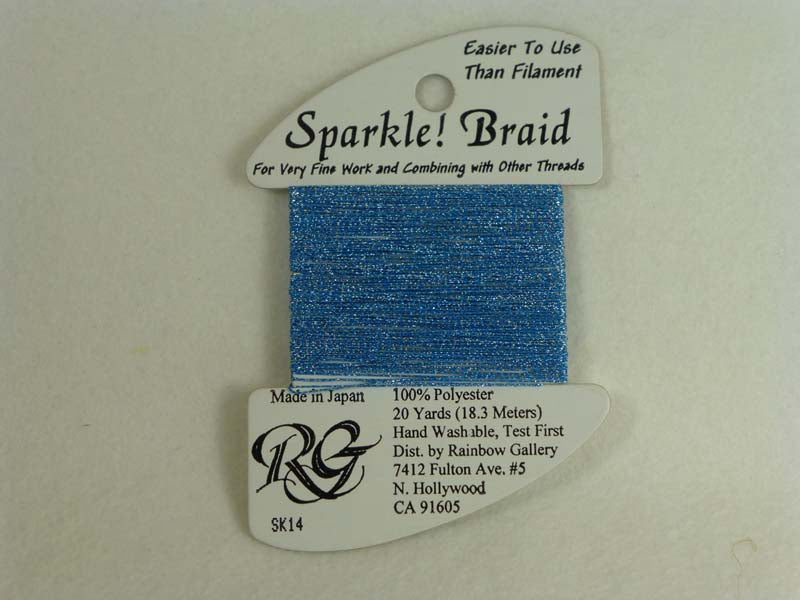 Easier To Use
Than Filament
Sparkle! Braid
For Very Fine Work and Combining with Other Threads
Made in Japan
RG
SK14
100% Polyester
20 Yards (18.3 Meters)
Hand Washable, Test First
Dist. by Rainbow Gallery
7412 Fulton Ave. #5
N. Hollywood
CA 91605